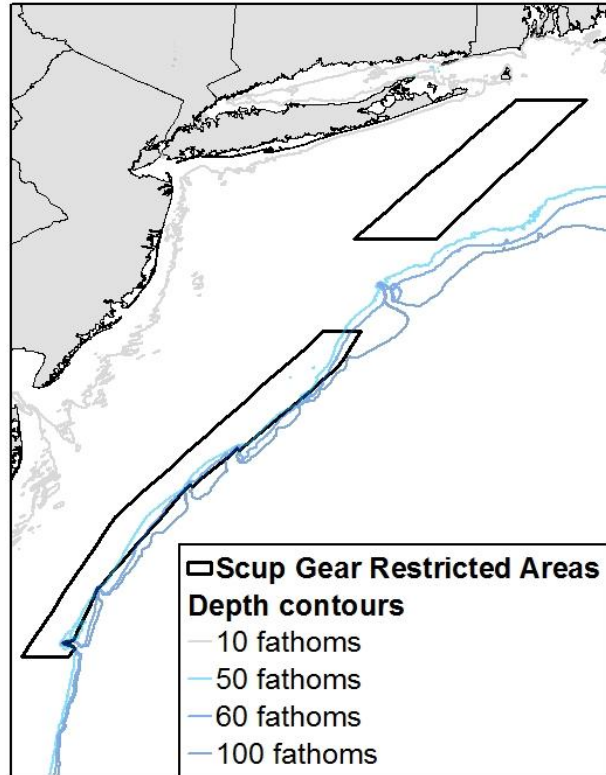 Scup Gear Restricted Areas
Depth contours
10 fathoms
50 fathoms
60 fathoms
100 fathoms